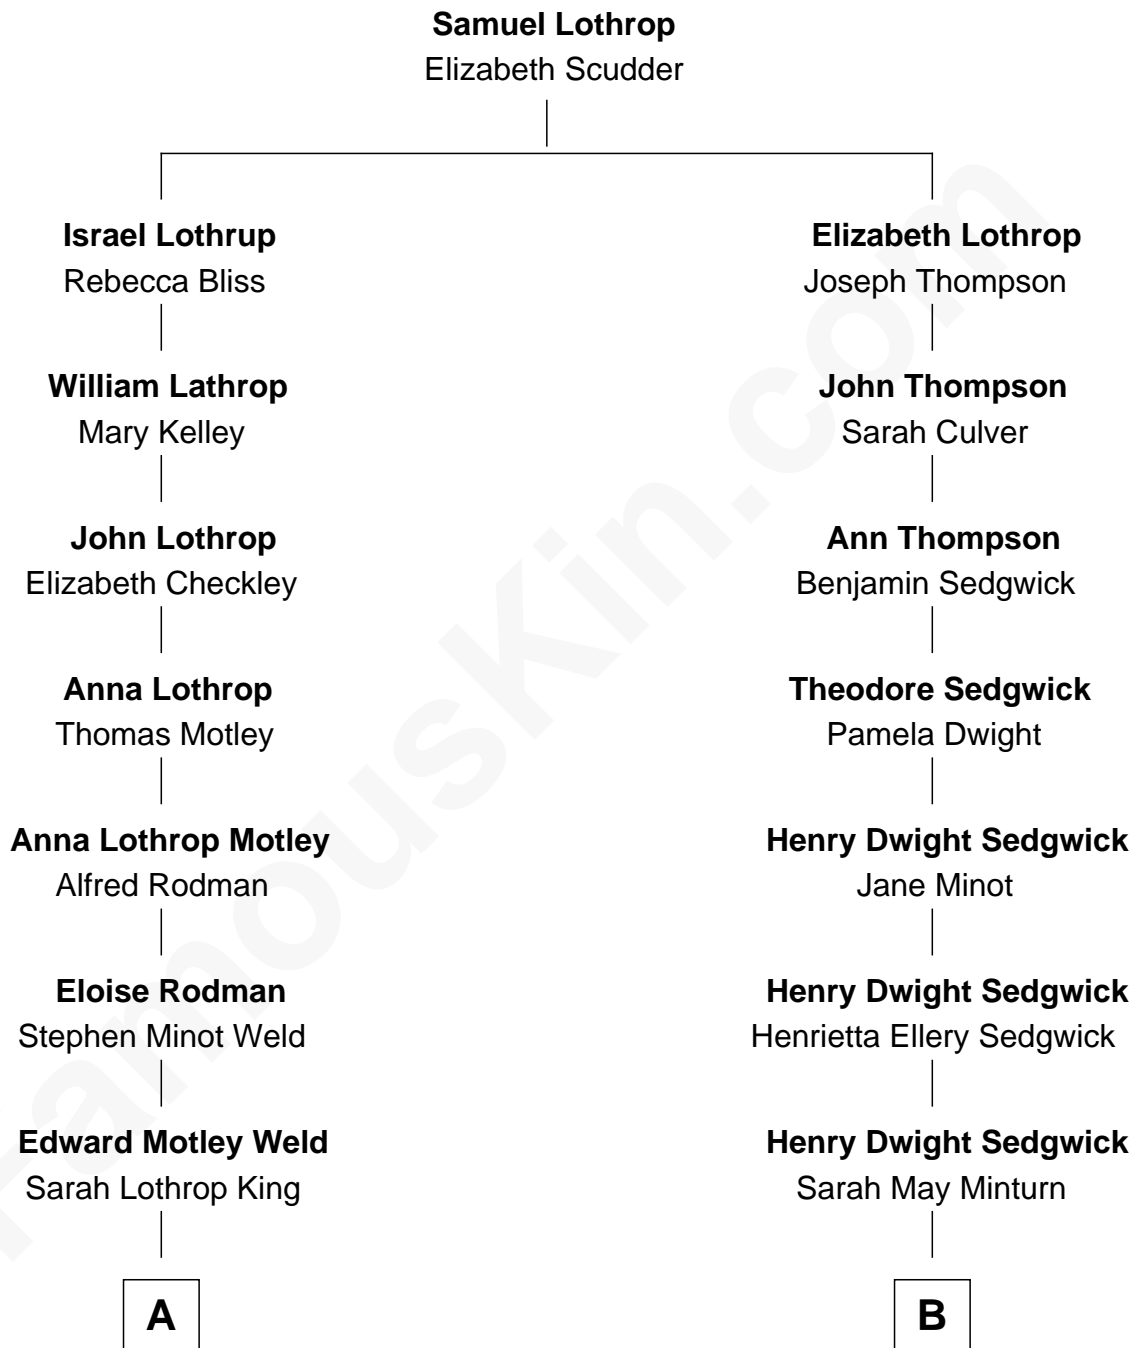 Samuel Lothrop
Elizabeth Scudder
Israel Lothrup
Rebecca Bliss
William Lathrop
Mary Kelley
John Lothrop
Elizabeth Checkley
Anna Lothrop
Thomas Motley
Anna Lothrop Motley
Alfred Rodman
Eloise Rodman
Stephen Minot Weld
Edward Motley Weld
Sarah Lothrop King
A
Elizabeth Lothrop
Joseph Thompson
John Thompson
Sarah Culver
Ann Thompson
Benjamin Sedgwick
Theodore Sedgwick
Pamela Dwight
Henry Dwight Sedgwick
Jane Minot
Henry Dwight Sedgwick
Henrietta Ellery Sedgwick
Henry Dwight Sedgwick
Sarah May Minturn
B
FamousKin.com